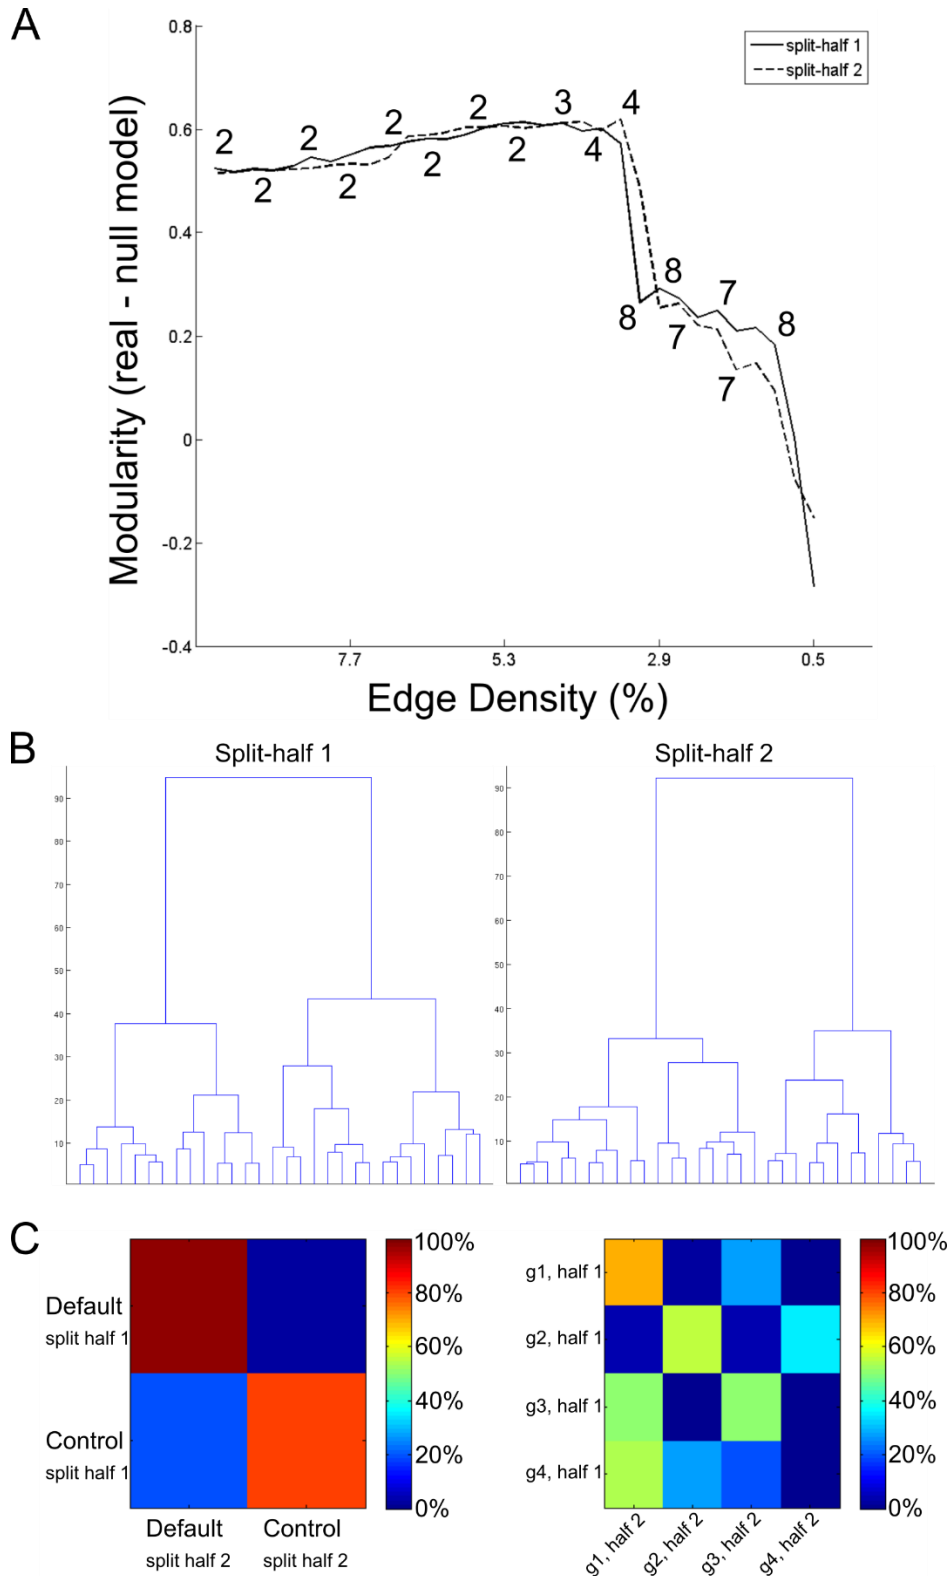 A
0.8
split-half 1
split-half 2
Modularity (real - null model)
0.6
0.4
0.2
0
-0.2
-0.4
2 2 2 2 3 4
2 2 2 2 4
8 7 8
8 7 7
7.7 5.3 2.9 0.5
Edge Density (%)
B
Split-half 1
90
80
70
60
50
40
30
20
10
Split-half 2
90
80
70
60
50
40
30
20
10
C
Default
split half 1
Control
split half 1
Default
split half 2
Control
split half 2
100%
80%
60%
40%
20%
0%
g1, half 1
g2, half 1
g3, half 1
g4, half 1
g1, half 2
g2, half 2
g3, half 2
g4, half 2
100%
80%
60%
40%
20%
0%